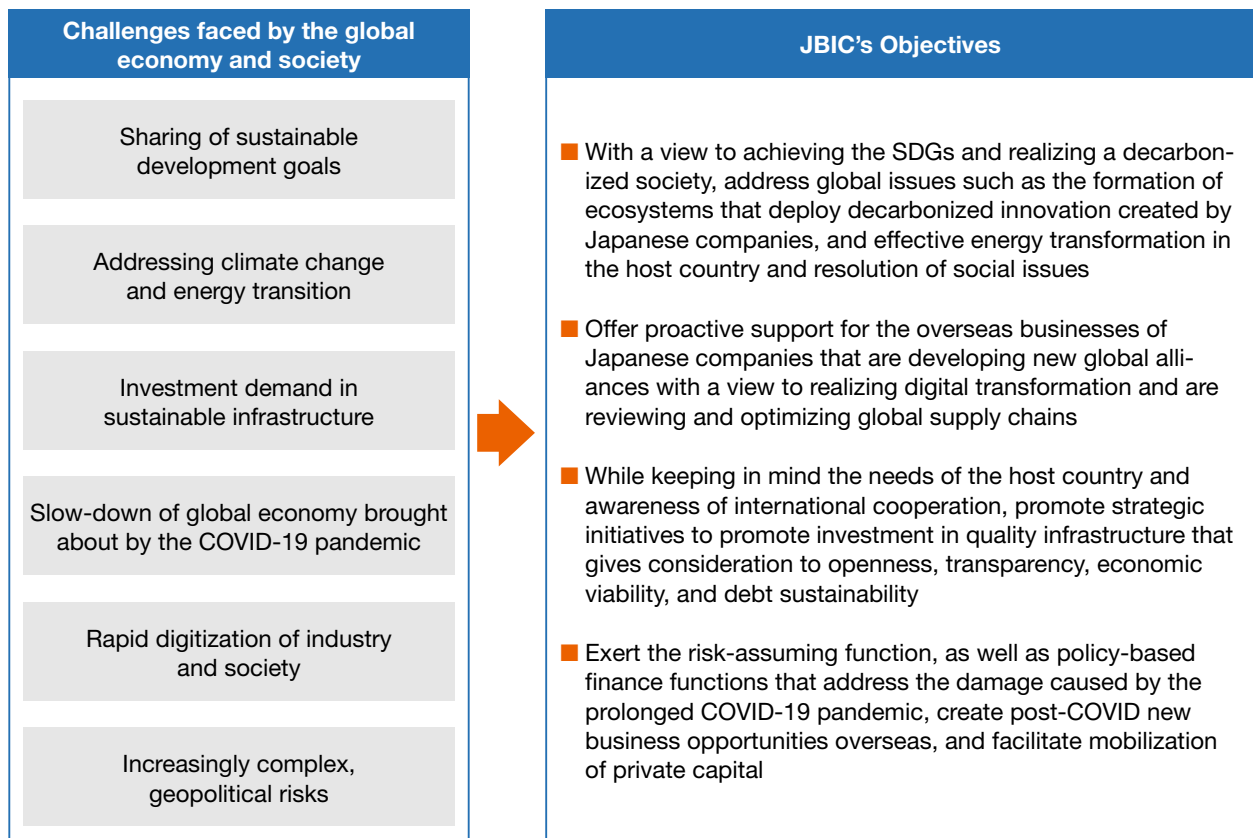 Challenges faced by the global
economy and society
Sharing of sustainable
development goals
Addressing climate change
and energy transition
Investment demand in
sustainable infrastructure
Slow-down of global economy brought
about by the COVID-19 pandemic
Rapid digitization of industry
and society
Increasingly complex,
geopolitical risks
JBIC's Objectives
■ With a view to achieving the SDGs and realizing a decarbon-
ized society, address global issues such as the formation of
ecosystems that deploy decarbonized innovation created by
Japanese companies, and effective energy transformation in
the host country and resolution of social issues
■ Offer proactive support for the overseas businesses of
Japanese companies that are developing new global alli-
ances with a view to realizing digital transformation and are
reviewing and optimizing global supply chains
■ While keeping in mind the needs of the host country and
awareness of international cooperation, promote strategic
initiatives to promote investment in quality infrastructure that
gives consideration to openness, transparency, economic
viability, and debt sustainability
■ Exert the risk-assuming function, as well as policy-based
finance functions that address the damage caused by the
prolonged COVID-19 pandemic, create post-COVID new
business opportunities overseas, and facilitate mobilization
of private capital